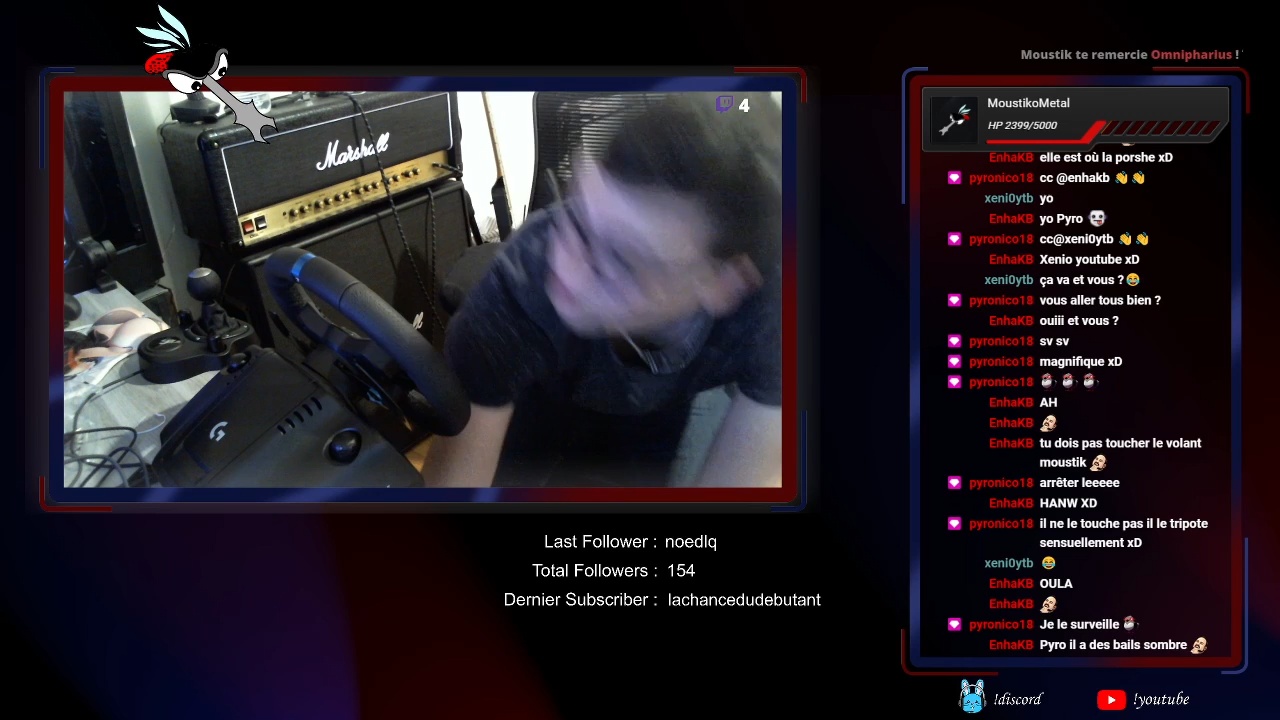 Moustik te remercie Omnipharius !
4
Marshall
MoustikoMetal
HP 2399/5000
EnhaKB elle est où la porshe xD
pyronico18 cc @enhakb
xeni0ytb yo
EnhaKB yo Pyro
pyronico18 cc@xeni0ytb
EnhaKB Xenio youtube xD
xeni0ytb ça va et vous ?
pyronico18 vous aller tous bien ?
EnhaKB ouiii et vous ?
pyronico18 sv sv
pyronico18 magnifique xD
pyronico18
EnhaKB AH
EnhaKB
EnhaKB tu dois pas toucher le volant
moustik
pyronico18 arrêter leeeee
EnhaKB HANW XD
pyronico18 il ne le touche pas il le tripote
sensuellement xD
xeni0ytb
EnhaKB OULA
EnhaKB
pyronico18 Je le surveille
EnhaKB Pyro il a des bails sombre
Last Follower : noedlq
Total Followers : 154
Dernier Subscriber : lachancedudebutant
!discord
!youtube